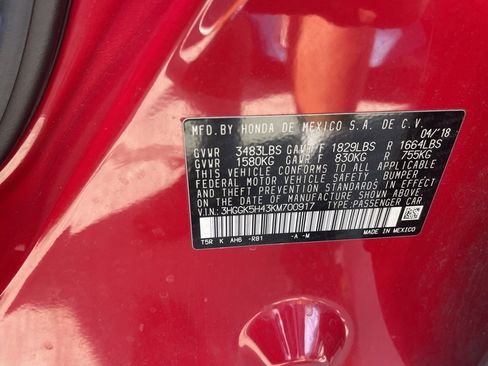 MFD.BY HONDA DE MEXICO S.A. DE C.V. 04/18
GVWR 3483LBS GAWR F 1829LBS R 1664LBS
GVWR 1580KG GAWR F 830KG R 755KG
THIS VEHICLE CONFORMS TO ALL APPLICABLE
FEDERAL MOTOR VEHICLE SAFETY, BUMPER
AND THEFT PREVENTION STANDARDS IN EFFECT
ON THE DATE OF MANUFACTURE SHOWN ABOVE.
V.I.N.: 3HGGK5H43KM700917 TYPE:PASSENGER CAR
T5R K AH6 -R81 -A -M MADE IN MEXICO